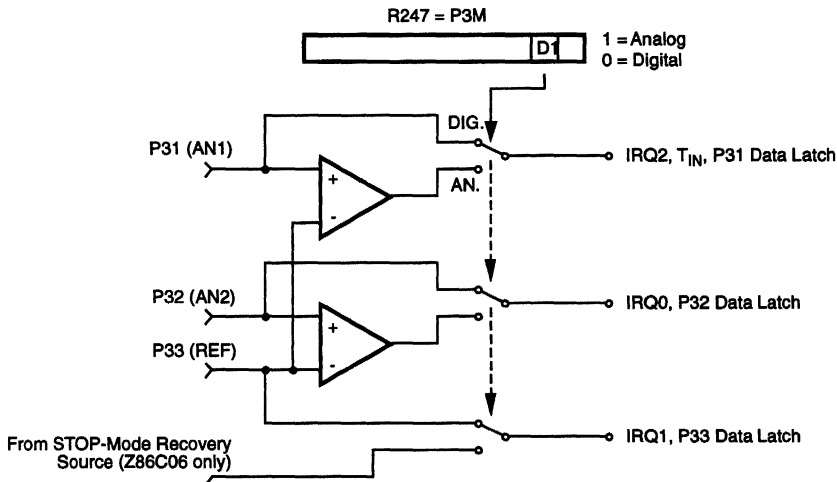 R247 = P3M
D1
1 = Analog
0 = Digital
DIG.
P31 (AN1)
+
-
AN.
IRQ2, T_IN, P31 Data Latch
P32 (AN2)
+
-
IRQ0, P32 Data Latch
P33 (REF)
IRQ1, P33 Data Latch
From STOP-Mode Recovery
Source (Z86C06 only)